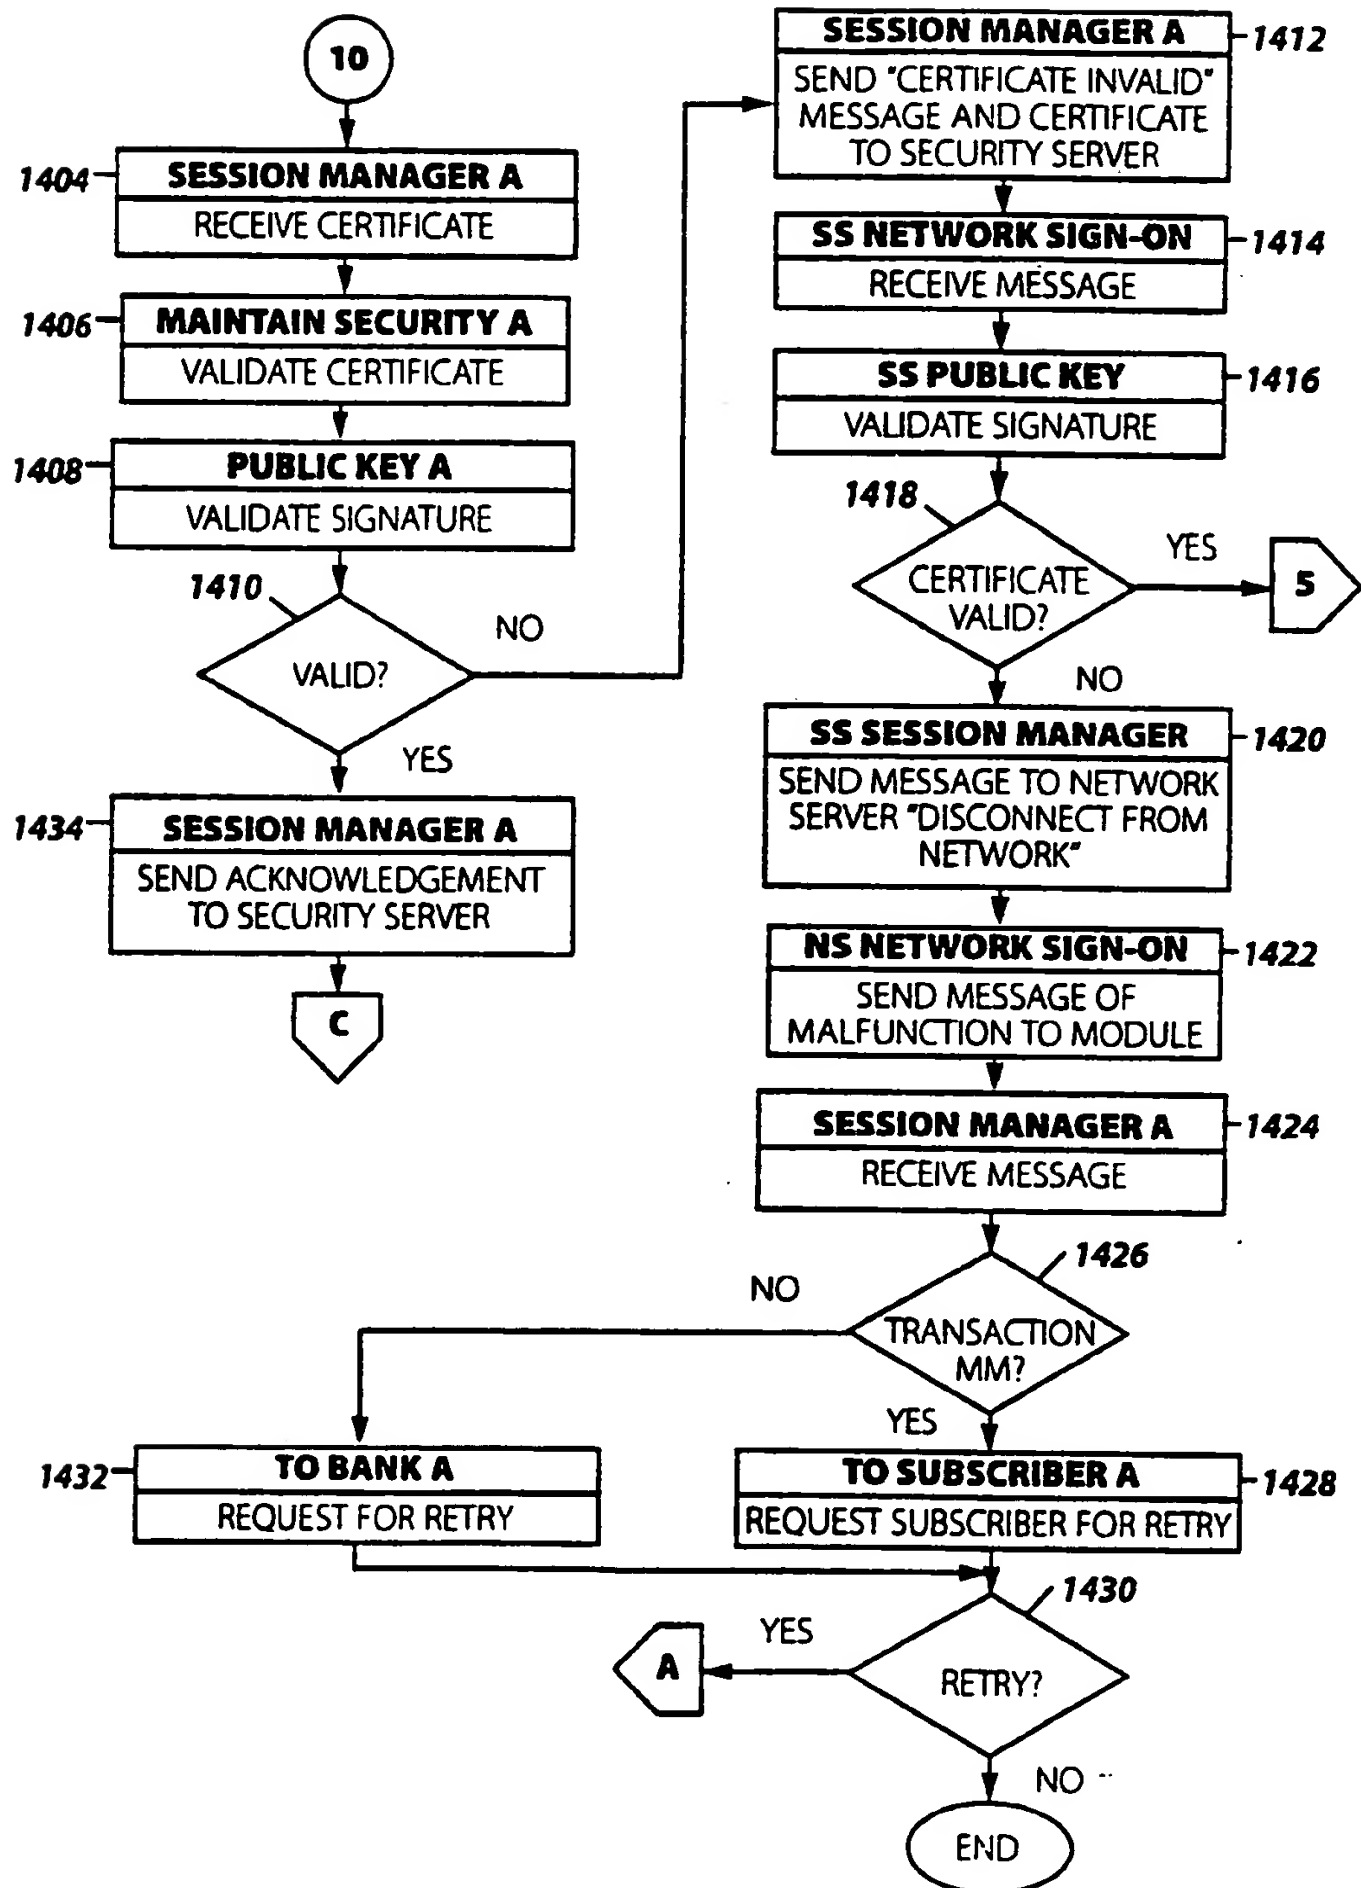 10
1404
SESSION MANAGER A
RECEIVE CERTIFICATE
1406
MAINTAIN SECURITY A
VALIDATE CERTIFICATE
1408
PUBLIC KEY A
VALIDATE SIGNATURE
1410
VALID?
NO
YES
1434
SESSION MANAGER A
SEND ACKNOWLEDGEMENT
TO SECURITY SERVER
C
SESSION MANAGER A
1412
SEND "CERTIFICATE INVALID"
MESSAGE AND CERTIFICATE
TO SECURITY SERVER
SS NETWORK SIGN-ON
1414
RECEIVE MESSAGE
SS PUBLIC KEY
1416
VALIDATE SIGNATURE
1418
CERTIFICATE
VALID?
YES
5
NO
SS SESSION MANAGER
1420
SEND MESSAGE TO NETWORK
SERVER "DISCONNECT FROM
NETWORK"
NS NETWORK SIGN-ON
1422
SEND MESSAGE OF
MALFUNCTION TO MODULE
SESSION MANAGER A
1424
RECEIVE MESSAGE
1426
TRANSACTION
MM?
NO
YES
1432
TO BANK A
REQUEST FOR RETRY
TO SUBSCRIBER A
1428
REQUEST SUBSCRIBER FOR RETRY
1430
RETRY?
YES
A
NO
END